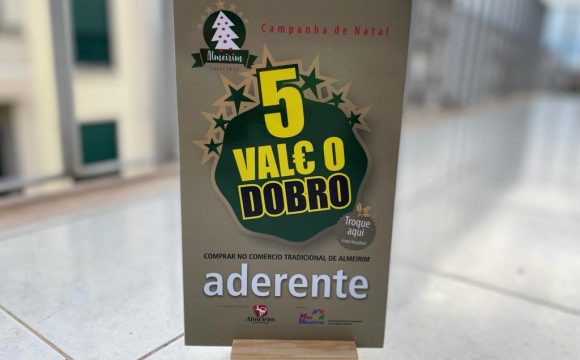 Campanha de Natal
Almeirim
5
VAL€ O
DOBRO
Troque
aqui
COMPRAR NO COMÉRCIO TRADICIONAL DE ALMEIRIM
aderente
Almeirim